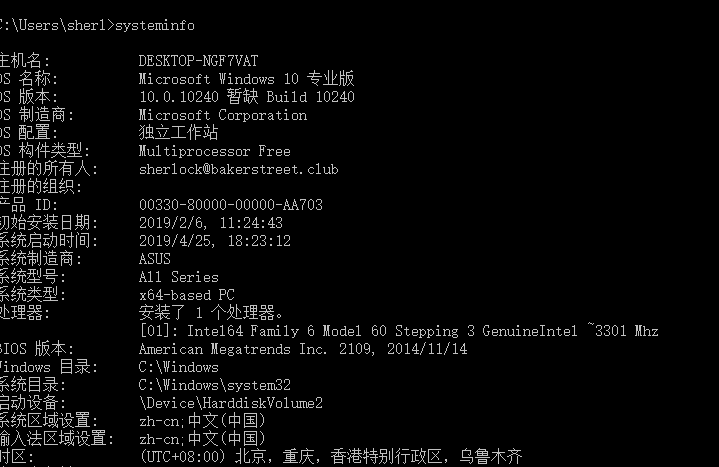 C:\Users\sherl>systeminfo
主机名: DESKTOP-NGF7VAT
OS 名称: Microsoft Windows 10 专业版
OS 版本: 10.0.10240 暂缺 Build 10240
OS 制造商: Microsoft Corporation
OS 配置: 独立工作站
OS 构件类型: Multiprocessor Free
注册的所有人: sherlock@bakerstreet.club
注册的组织:
产品 ID: 00330-80000-00000-AA703
初始安装日期: 2019/2/6, 11:24:43
系统启动时间: 2019/4/25, 18:23:12
系统制造商: ASUS
系统型号: All Series
系统类型: x64-based PC
处理器: 安装了 1 个处理器。
[01]: Intel64 Family 6 Model 60 Stepping 3 GenuineIntel ~3301 Mhz
BIOS 版本: American Megatrends Inc. 2109, 2014/11/14
Windows 目录: C:\Windows
系统目录: C:\Windows\system32
启动设备: \Device\HarddiskVolume2
系统区域设置: zh-cn;中文(中国)
输入法区域设置: zh-cn;中文(中国)
时区: (UTC+08:00) 北京，重庆，香港特别行政区，乌鲁木齐